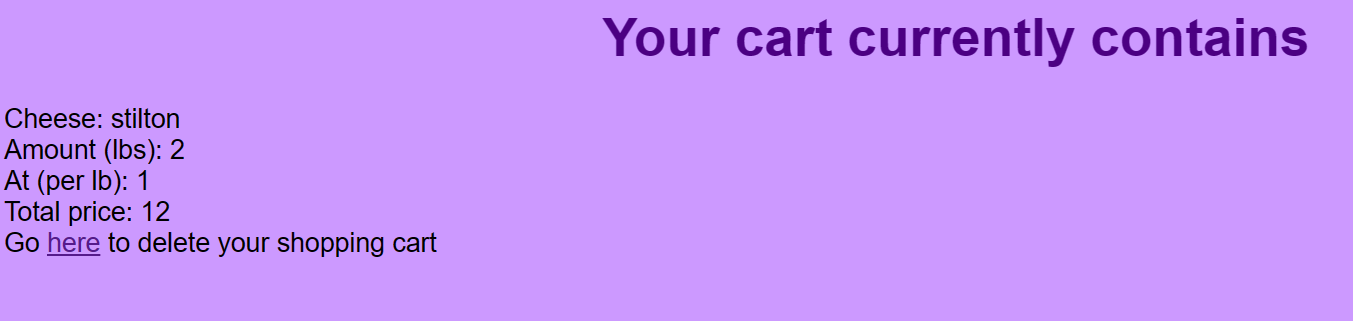 Your cart currently contains
Cheese: stilton
Amount (lbs): 2
At (per lb): 1
Total price: 12
Go here to delete your shopping cart